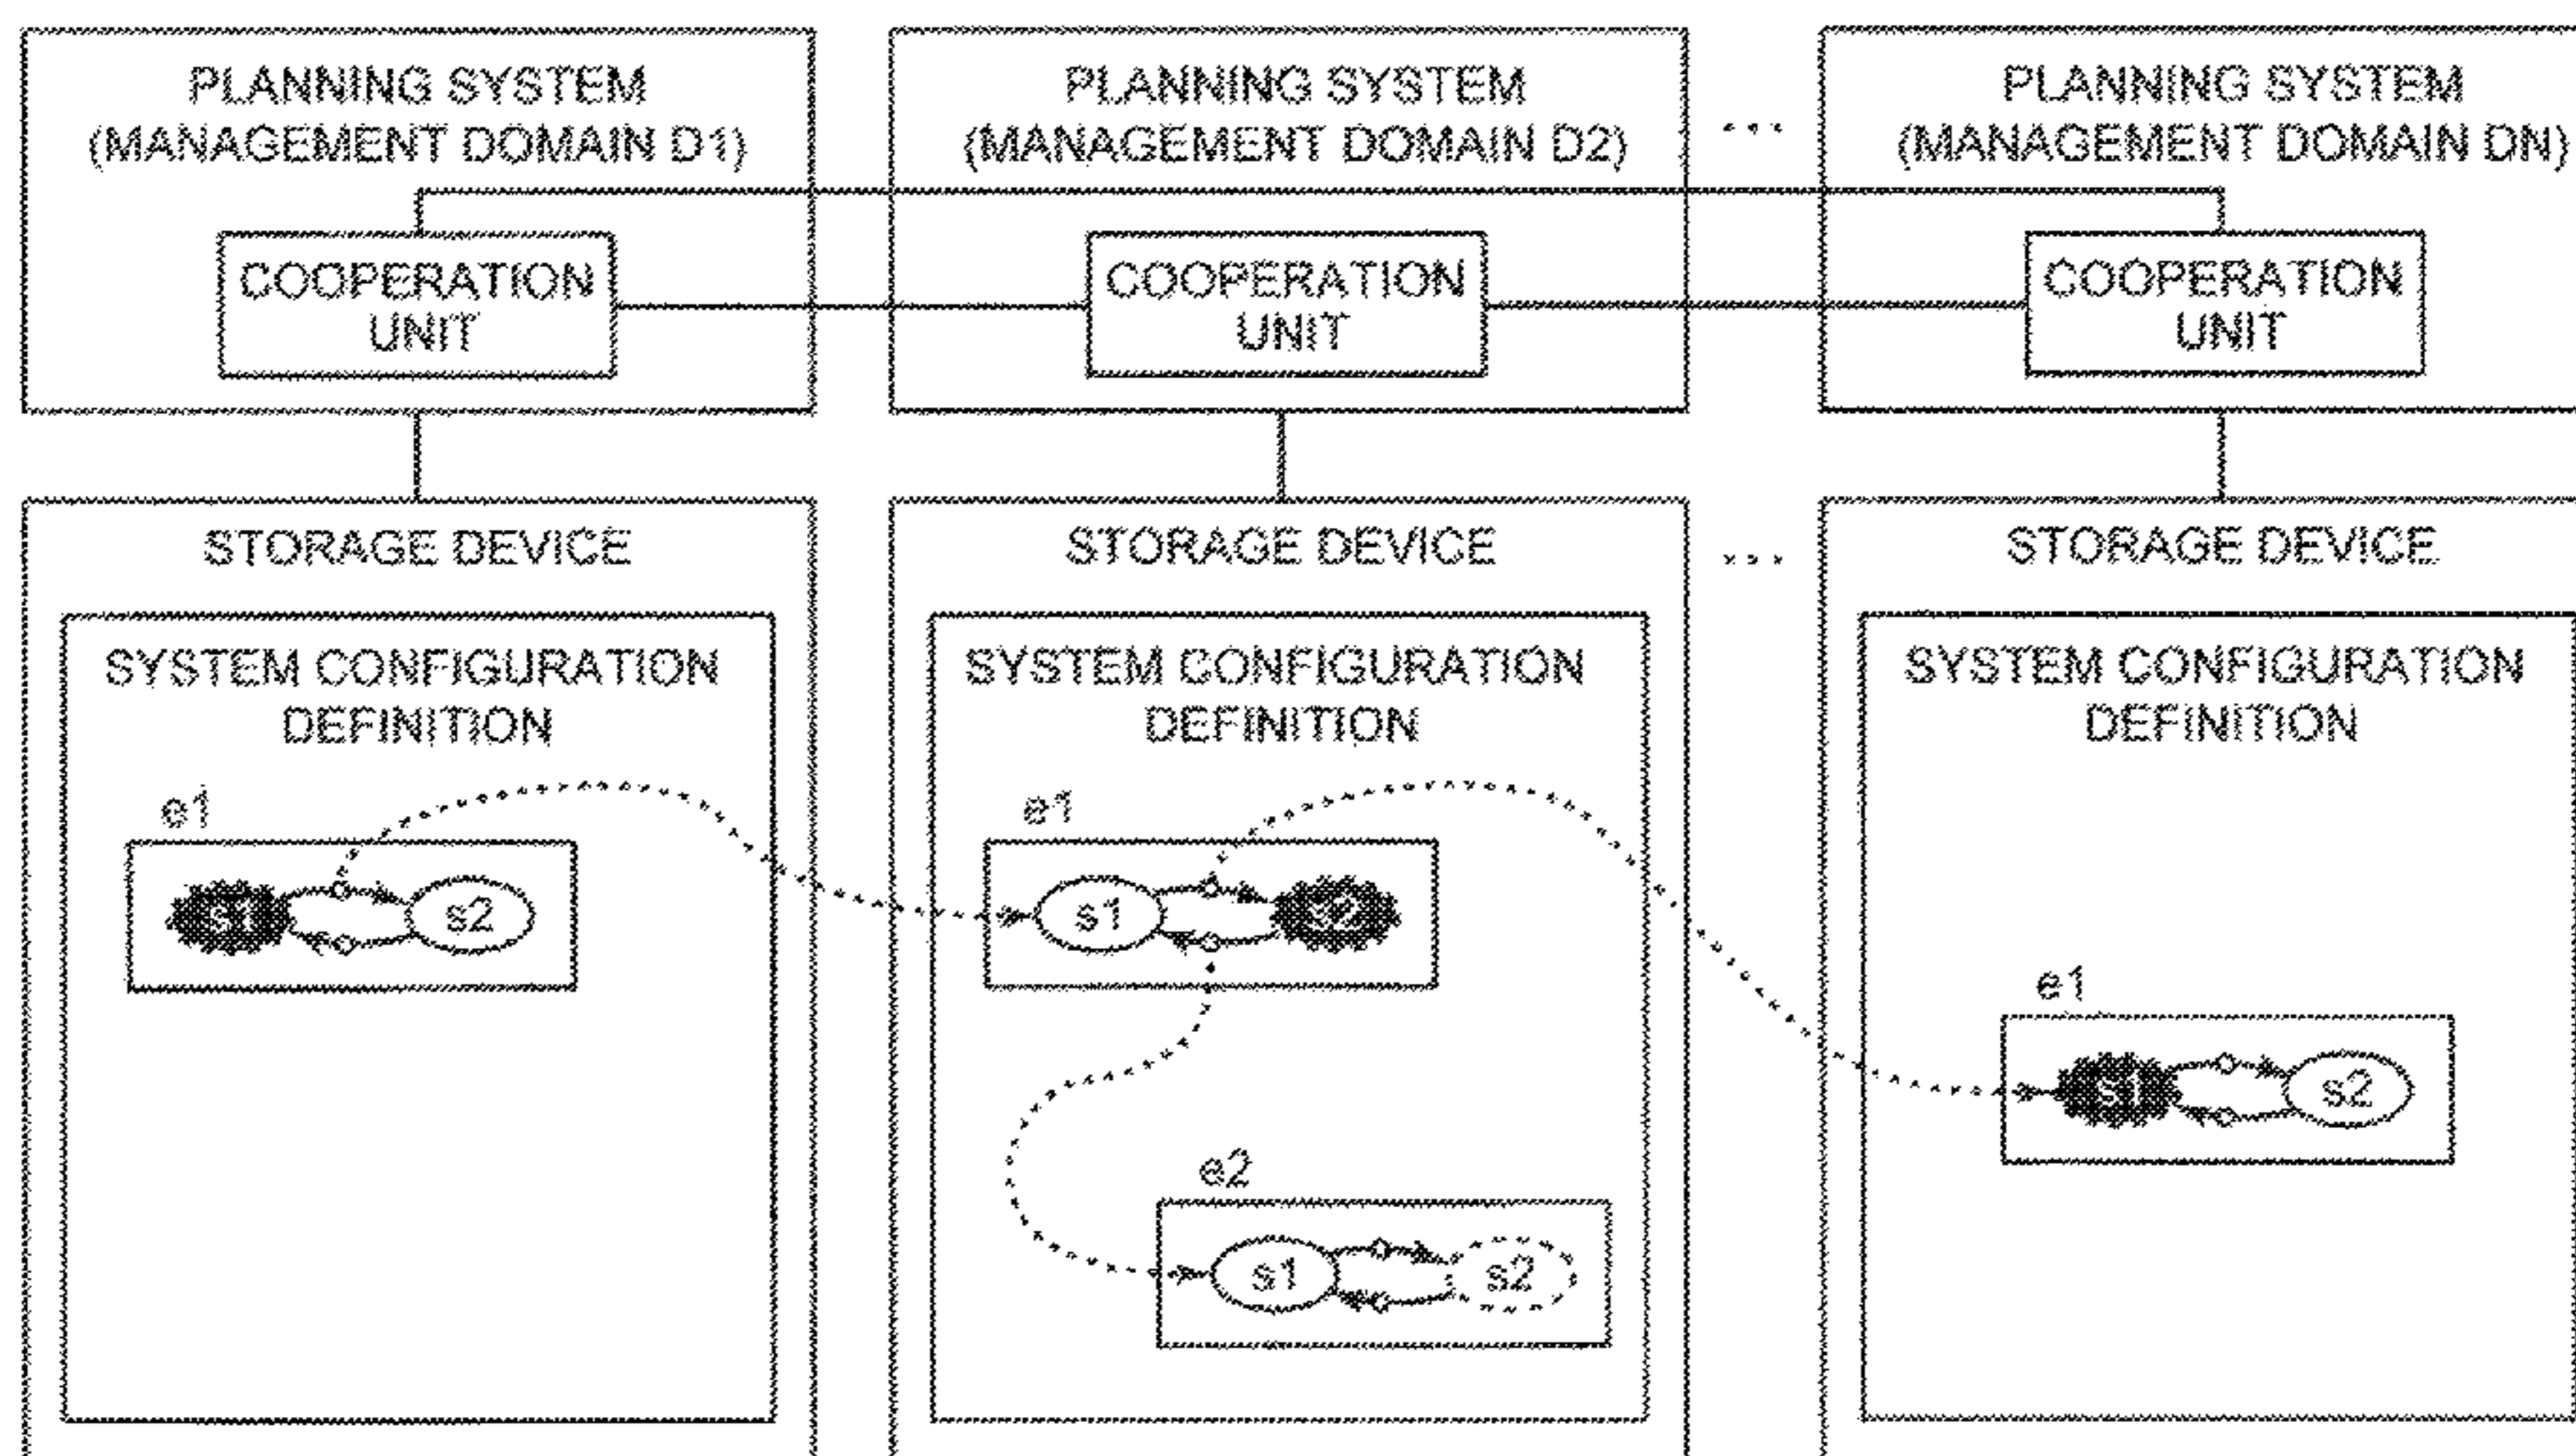 PLANNING SYSTEM
(MANAGEMENT DOMAIN D1)
COOPERATION
UNIT
PLANNING SYSTEM
(MANAGEMENT DOMAIN D2)
COOPERATION
UNIT
...
PLANNING SYSTEM
(MANAGEMENT DOMAIN DN)
COOPERATION
UNIT
STORAGE DEVICE
SYSTEM CONFIGURATION
DEFINITION
e1
s1 s2
STORAGE DEVICE
SYSTEM CONFIGURATION
DEFINITION
e1
s1 s2
e2
s1 s2
...
STORAGE DEVICE
SYSTEM CONFIGURATION
DEFINITION
e1
s1 s2